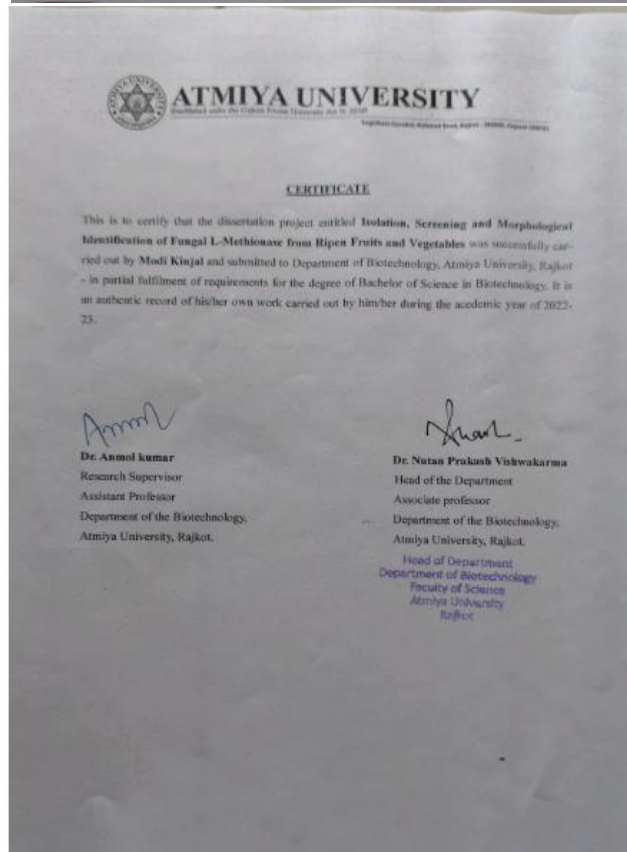 ATMIYA UNIVERSITY
CERTIFICATE
This is to certify that the dissertation project entitled Isolation, Screening and Morphological
Identification of Fungal L-Methionase from Ripen Fruits and Vegetables was successfully car-
ried out by Modi Kinjal and submitted to Department of Biotechnology, Atmiya University, Rajkot
- in partial fulfilment of requirements for the degree of Bachelor of Science in Biotechnology. It is
an authentic record of his/her own work carried out by him/her during the academic year of 2022-
23.
Dr. Anmol kumar
Research Supervisor
Assistant Professor
Department of the Biotechnology,
Atmiya University, Rajkot.
Dr. Nutan Prakash Vishwakarma
Head of the Department
Associate professor
Department of the Biotechnology,
Atmiya University, Rajkot.
Head of Department
Department of Biotechnology
Faculty of Science
Atmiya University
Rajkot